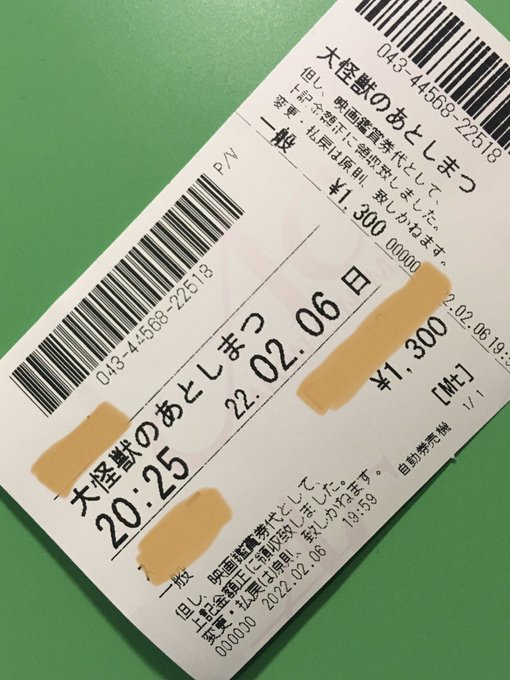 043-44568-22518
大怪獣のあとしまつ
但し、映画鑑賞券代として、
上記金額正に領収致しました。
変更・払戻は原則、致しかねます。
一般
¥1,300
00000
2.02.06 19:5
P/N
043-44568-22518
大怪獣のあとしまつ
20:25
22.02.06 日
¥1,300
[Mt]
1/1
自動券売機
一般
但し、映画鑑賞券代として、
上記金額正に領収致しました。
変更・払戻は原則、致しかねます。
000000 2022.02.06 19:59